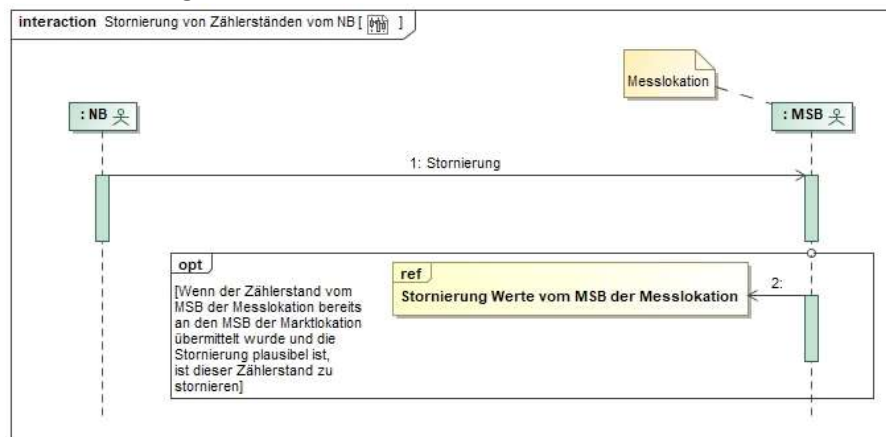 interaction Stornierung von Zählerständen vom NB [ ]
Messlokation
: NB
: MSB
1: Stornierung
opt
[Wenn der Zählerstand vom
MSB der Messlokation bereits
an den MSB der Marktlokation
übermittelt wurde und die
Stornierung plausibel ist,
ist dieser Zählerstand zu
stornieren]
ref
Stornierung Werte vom MSB der Messlokation
2: